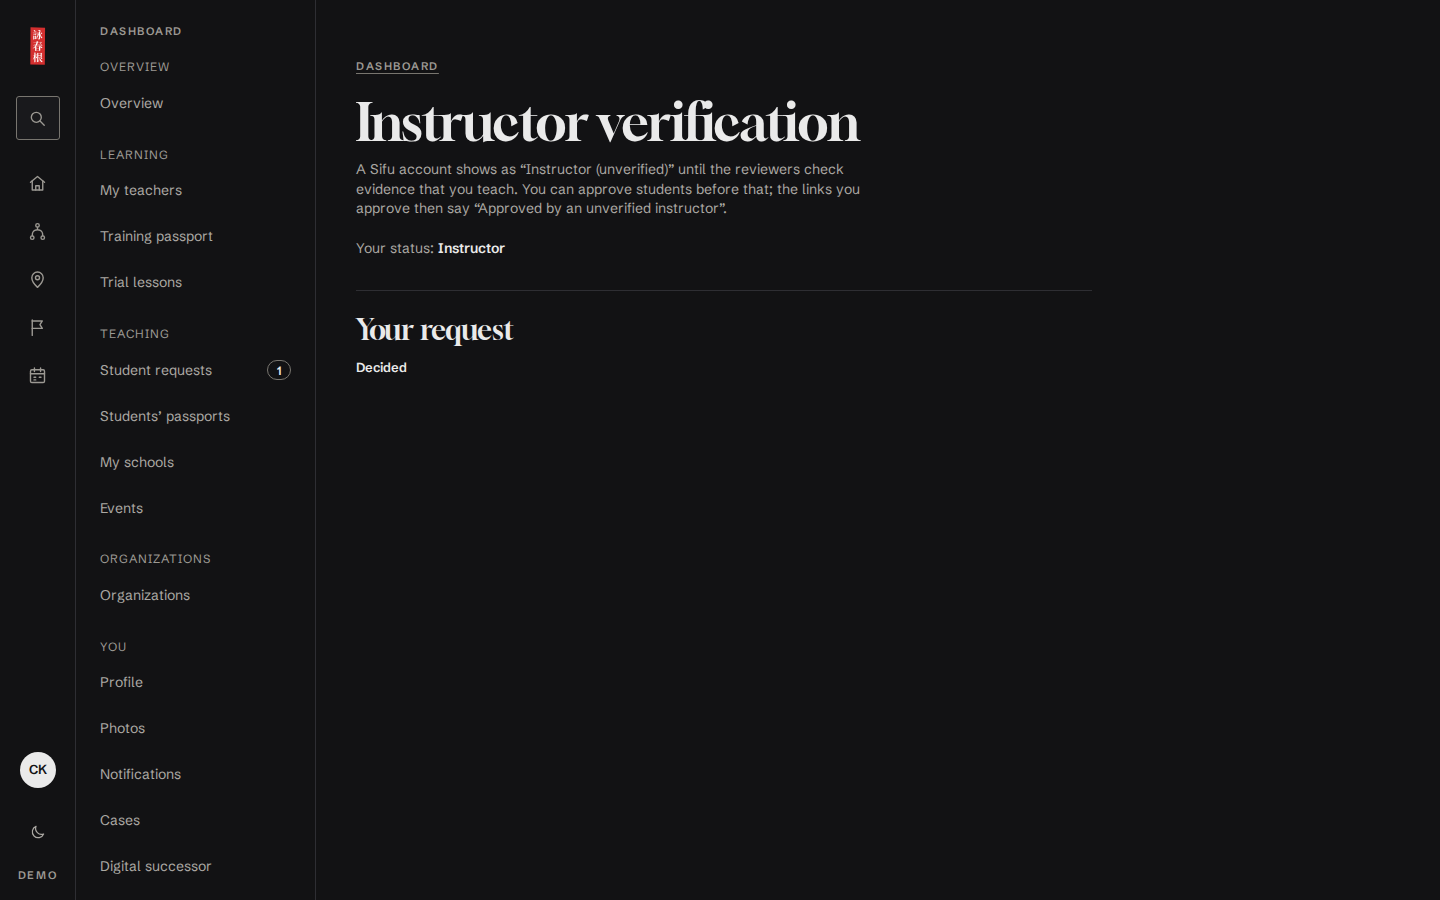 詠春根
DASHBOARD
OVERVIEW
Overview
LEARNING
My teachers
Training passport
Trial lessons
TEACHING
Student requests 1
Students’ passports
My schools
Events
ORGANIZATIONS
Organizations
YOU
Profile
Photos
Notifications
Cases
Digital successor
CK
DEMO
DASHBOARD
Instructor verification
A Sifu account shows as “Instructor (unverified)” until the reviewers check
evidence that you teach. You can approve students before that; the links you
approve then say “Approved by an unverified instructor”.
Your status: Instructor
Your request
Decided